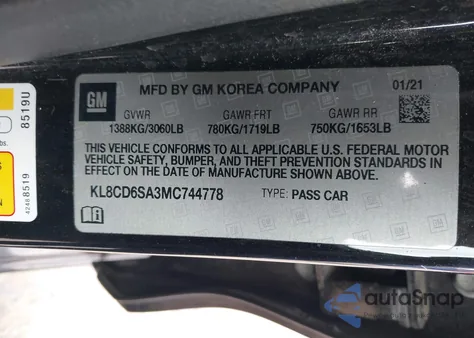 MFD BY GM KOREA COMPANY 01/21
GM
GVWR GAWR FRT GAWR RR
1388KG/3060LB 780KG/1719LB 750KG/1653LB
THIS VEHICLE CONFORMS TO ALL APPLICABLE U.S. FEDERAL MOTOR
VEHICLE SAFETY, BUMPER, AND THEFT PREVENTION STANDARDS IN
EFFECT ON THE DATE OF MANUFACTURE SHOWN ABOVE.
KL8CD6SA3MC744778 TYPE: PASS CAR
8519U
4248 8519
autoSnap